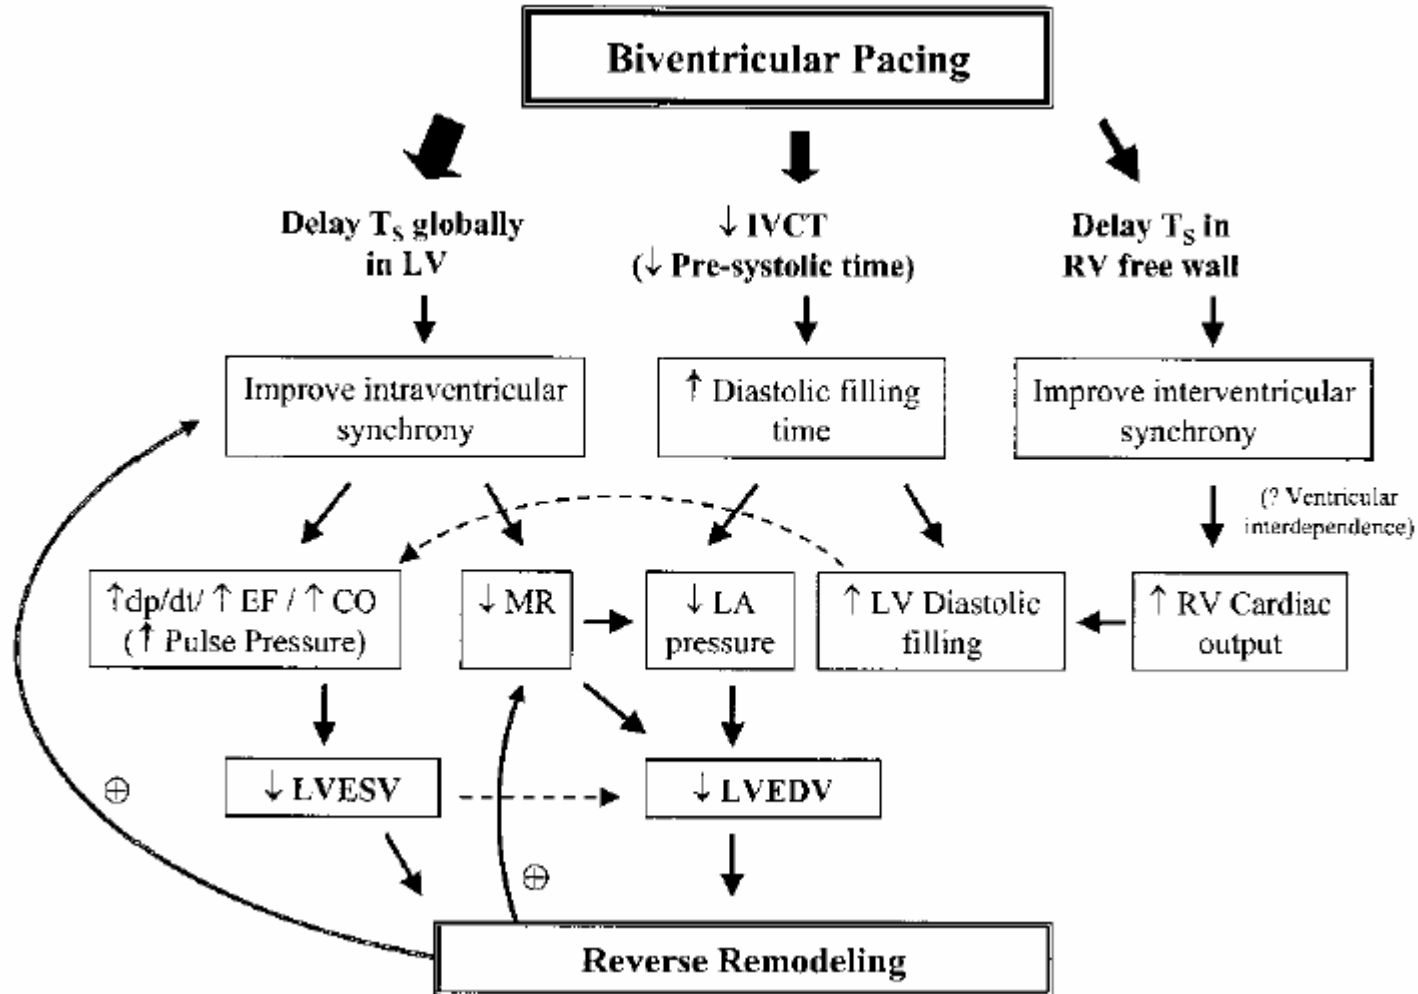 Biventricular Pacing
Delay T_S globally
in LV
↓ IVCT
(↓ Pre-systolic time)
Delay T_S in
RV free wall
Improve intraventricular
synchrony
↑ Diastolic filling
time
Improve interventricular
synchrony
(? Ventricular
interdependence)
↑dp/dt/ ↑ EF / ↑ CO
(↑ Pulse Pressure)
↓ MR
↓ LA
pressure
↑ LV Diastolic
filling
↑ RV Cardiac
output
↓ LVESV
↓ LVEDV
⊕
⊕
Reverse Remodeling